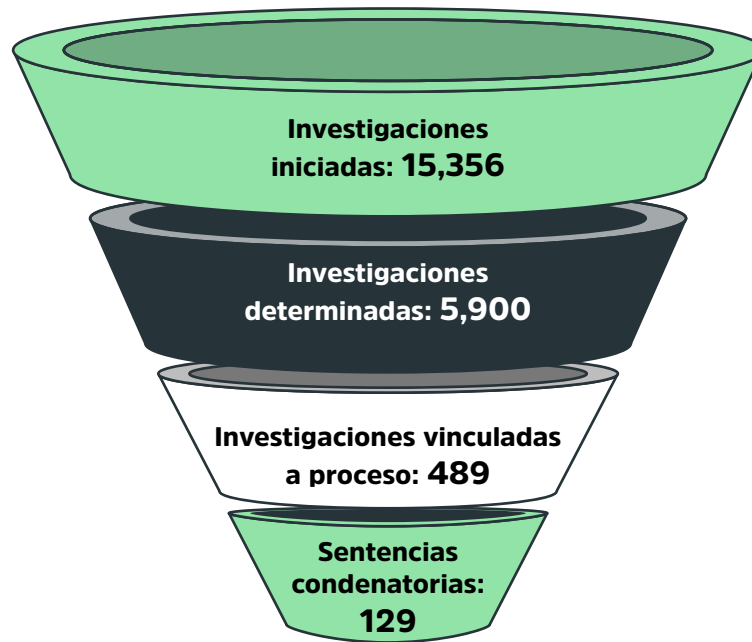 Investigaciones
iniciadas: 15,356
Investigaciones
determinadas: 5,900
Investigaciones vinculadas
a proceso: 489
Sentencias
condenatorias:
129